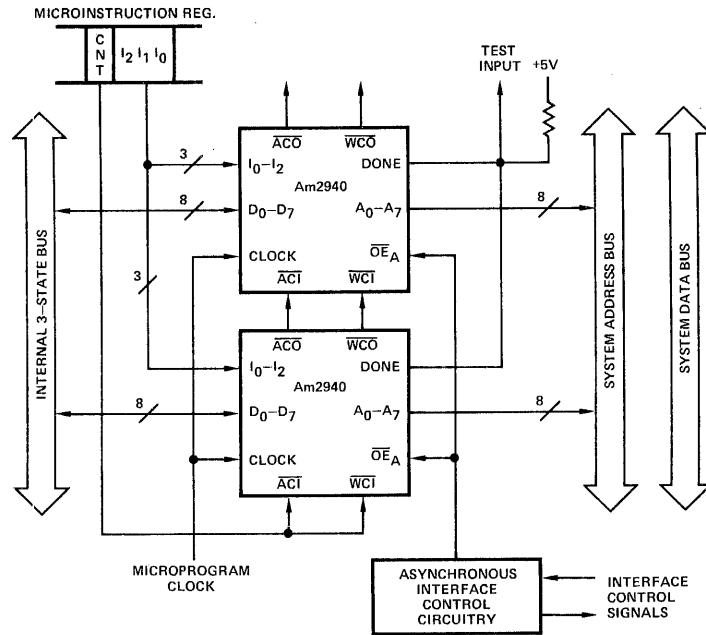 MICROINSTRUCTION REG.
CNT
I2 I1 I0
TEST INPUT
+5V
ACO
WCO
3
I0–I2
DONE
Am2940
8
D0–D7
A0–A7
8
CLOCK
OEA
ACI
WCI
3
ACO
WCO
I0–I2
DONE
Am2940
8
D0–D7
A0–A7
8
OEA
CLOCK
ACI
WCI
INTERNAL 3–STATE BUS
SYSTEM ADDRESS BUS
SYSTEM DATA BUS
MICROPROGRAM
CLOCK
ASYNCHRONOUS
INTERFACE
CONTROL
CIRCUITRY
INTERFACE
CONTROL
SIGNALS